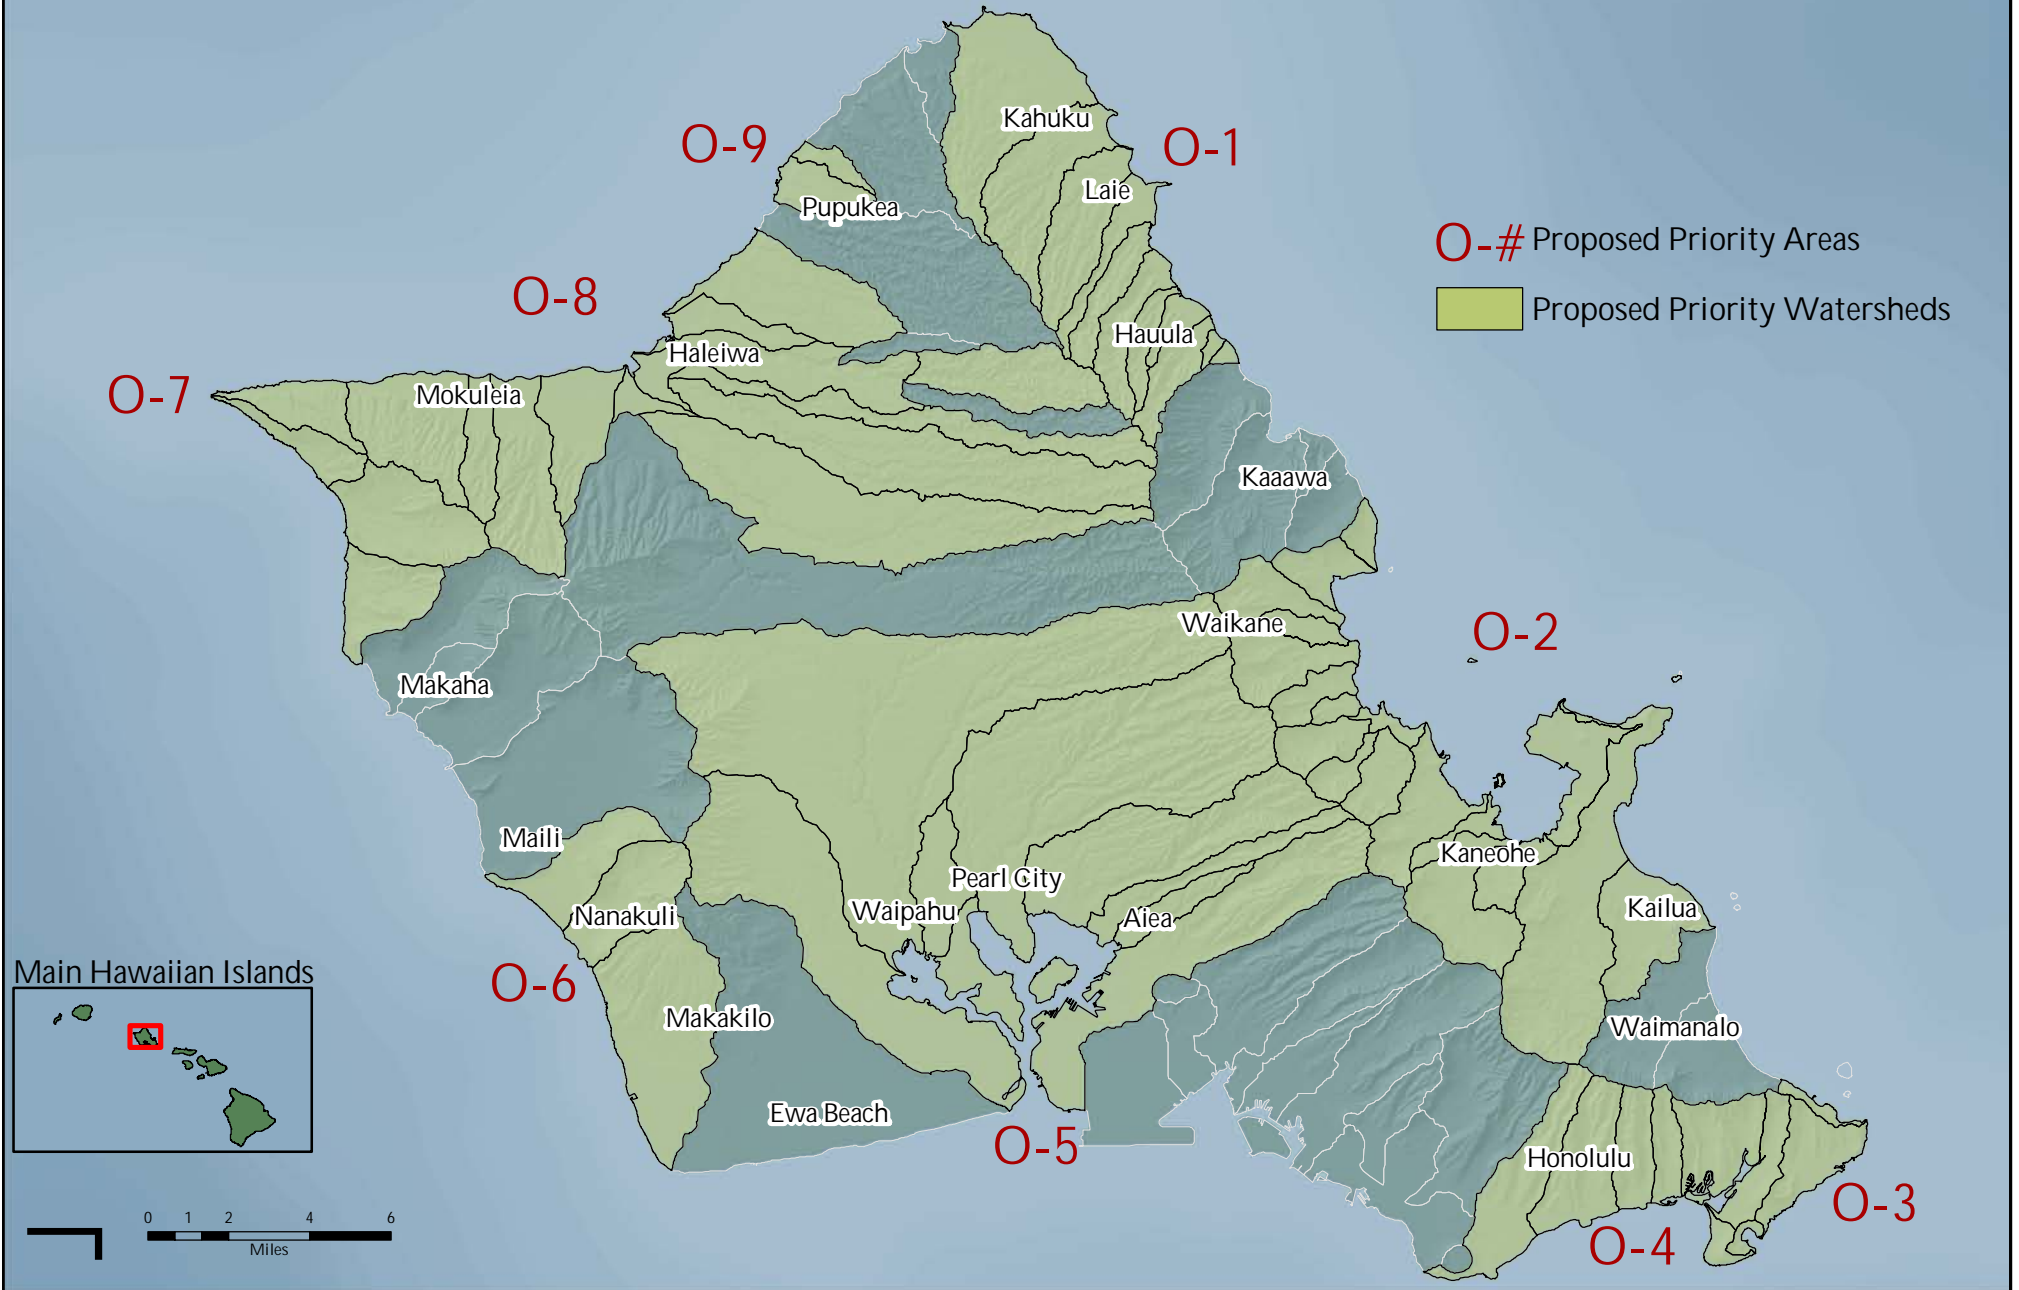 Kahuku
O-9
O-1
Laie
Pupukea
O-# Proposed Priority Areas
O-8
Proposed Priority Watersheds
Hauula
Haleiwa
O-7
Mokuleia
Kaaawa
Waikane
O-2
Makaha
Maili
Kaneohe
Pearl City
Nanakuli
Waipahu
Aiea
Kailua
Main Hawaiian Islands
O-6
Makakilo
Waimanalo
Ewa Beach
O-5
Honolulu
O-3
O-4
0 1 2 4 6
Miles